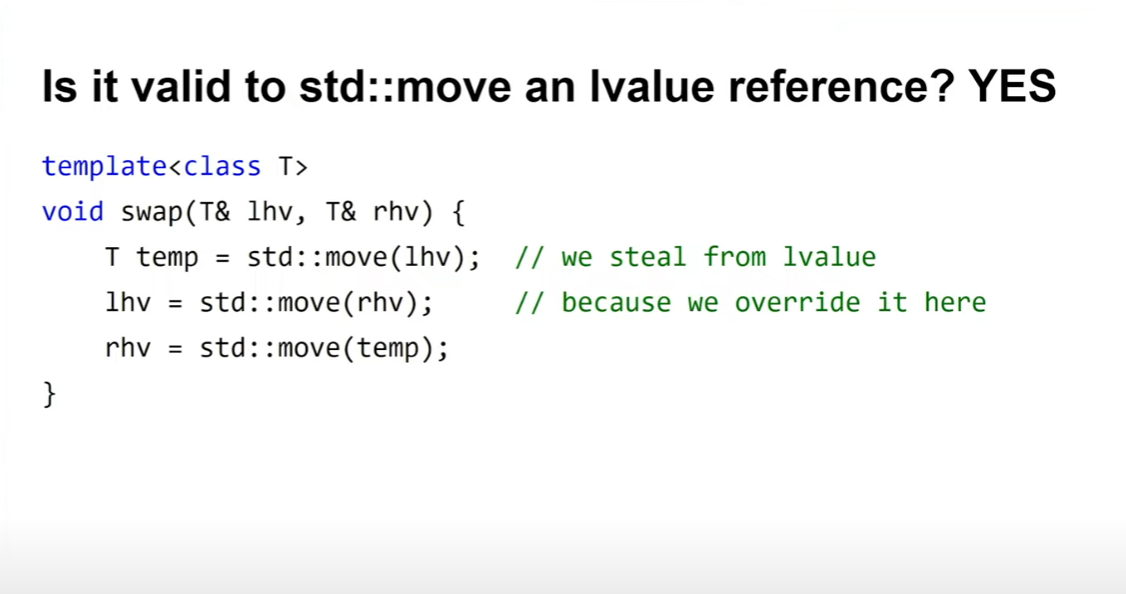 Is it valid to std::move an lvalue reference? YES
template<class T>
void swap(T& lhv, T& rhv) {
    T temp = std::move(lhv);  // we steal from lvalue
    lhv = std::move(rhv);     // because we override it here
    rhv = std::move(temp);
}